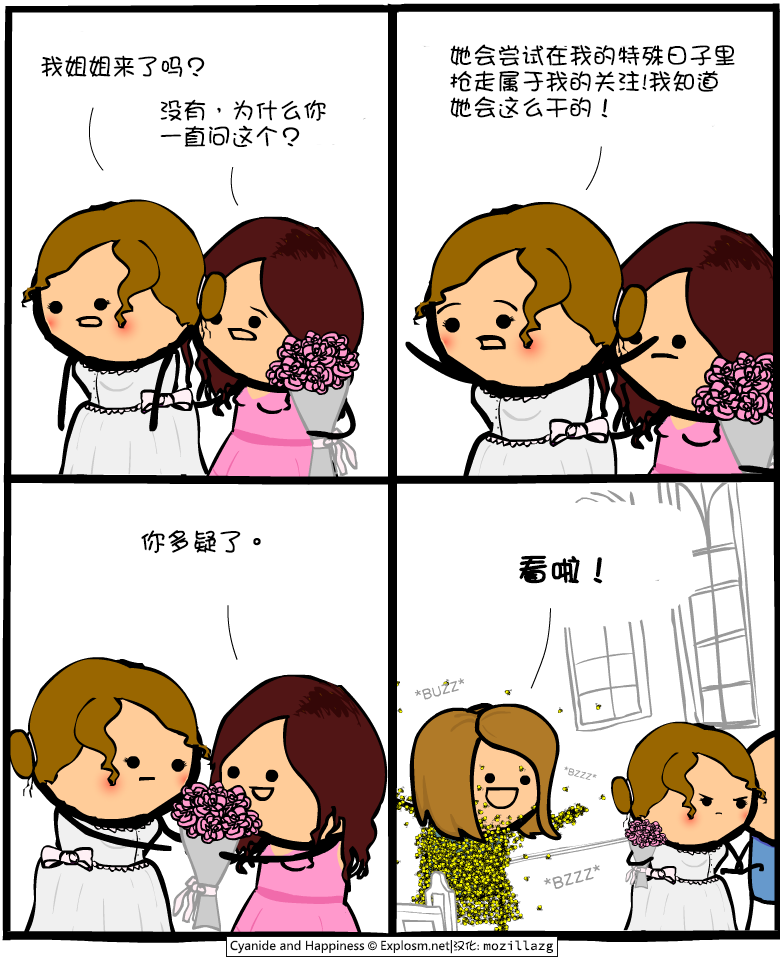 我姐姐来了吗？
没有，为什么你
一直问这个？
她会尝试在我的特殊日子里
抢走属于我的关注!我知道
她会这么干的！
你多疑了。
看啦！
*BUZZ*
*BZZZ*
*BZZZ*
Cyanide and Happiness © Explosm.net|汉化: mozillazg